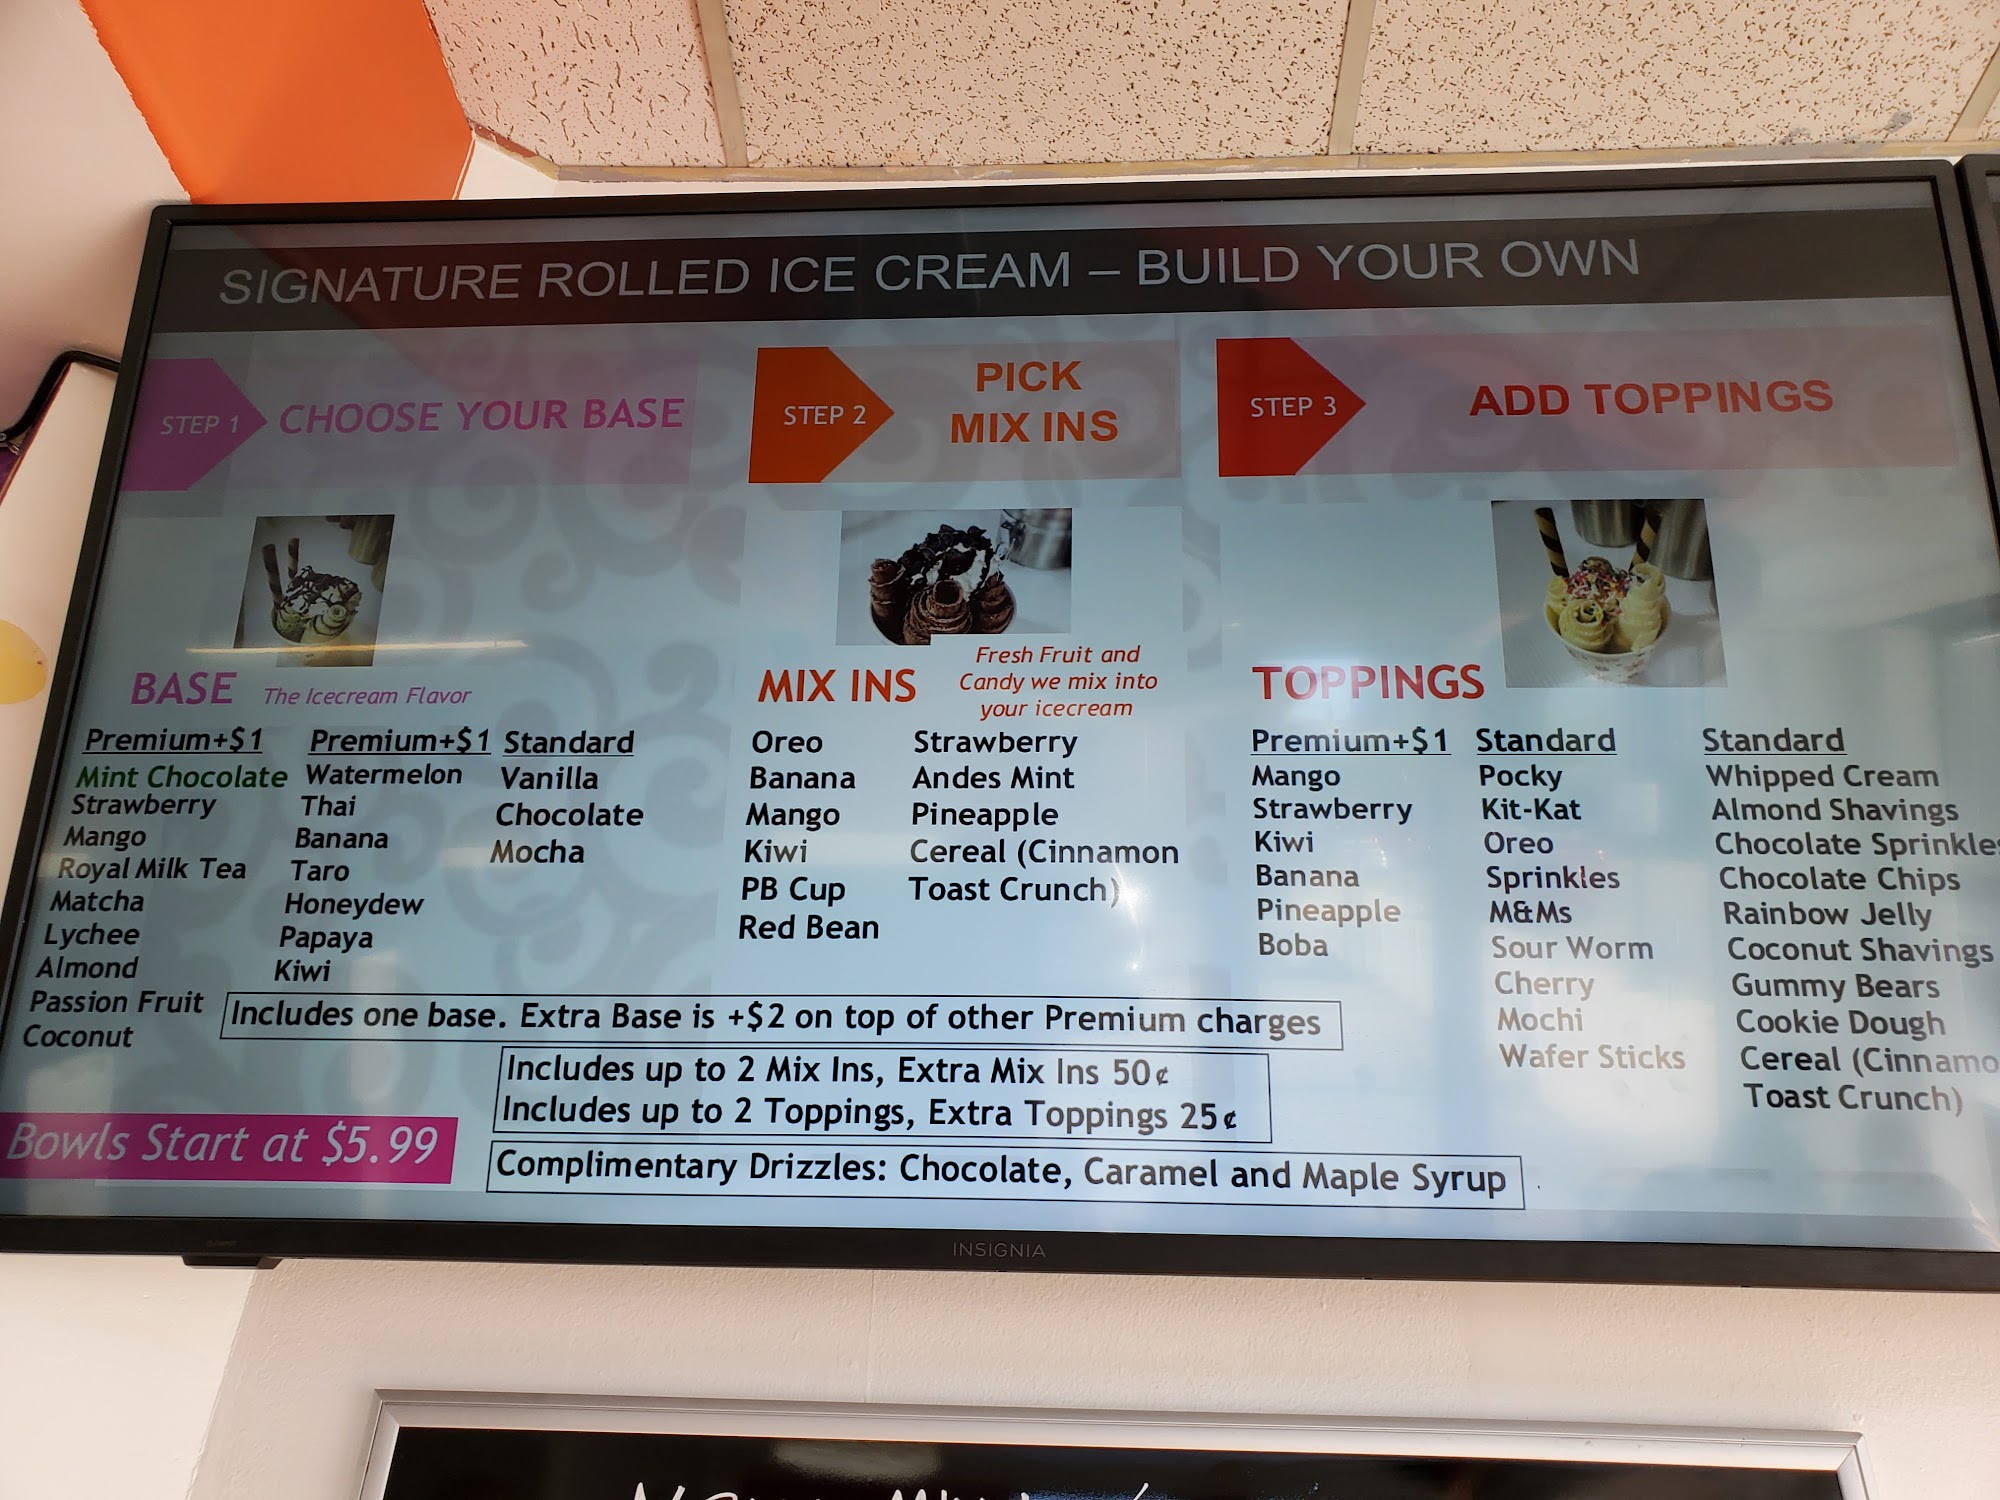 SIGNATURE ROLLED ICE CREAM – BUILD YOUR OWN
STEP 1
CHOOSE YOUR BASE
STEP 2
PICK
MIX INS
STEP 3
ADD TOPPINGS
BASE
The Icecream Flavor
Premium+$1
Mint Chocolate
Strawberry
Mango
Royal Milk Tea
Matcha
Lychee
Almond
Passion Fruit
Coconut
Premium+$1
Watermelon
Thai
Banana
Taro
Honeydew
Papaya
Kiwi
Standard
Vanilla
Chocolate
Mocha
MIX INS
Fresh Fruit and
Candy we mix into
your icecream
Oreo
Banana
Mango
Kiwi
PB Cup
Red Bean
Strawberry
Andes Mint
Pineapple
Cereal (Cinnamon
Toast Crunch)
TOPPINGS
Premium+$1
Mango
Strawberry
Kiwi
Banana
Pineapple
Boba
Standard
Pocky
Kit-Kat
Oreo
Sprinkles
M&Ms
Sour Worm
Cherry
Mochi
Wafer Sticks
Standard
Whipped Cream
Almond Shavings
Chocolate Sprinkles
Chocolate Chips
Rainbow Jelly
Coconut Shavings
Gummy Bears
Cookie Dough
Cereal (Cinnamo
Toast Crunch)
Includes one base. Extra Base is +$2 on top of other Premium charges
Includes up to 2 Mix Ins, Extra Mix Ins 50¢
Includes up to 2 Toppings, Extra Toppings 25¢
Bowls Start at $5.99
Complimentary Drizzles: Chocolate, Caramel and Maple Syrup
INSIGNIA